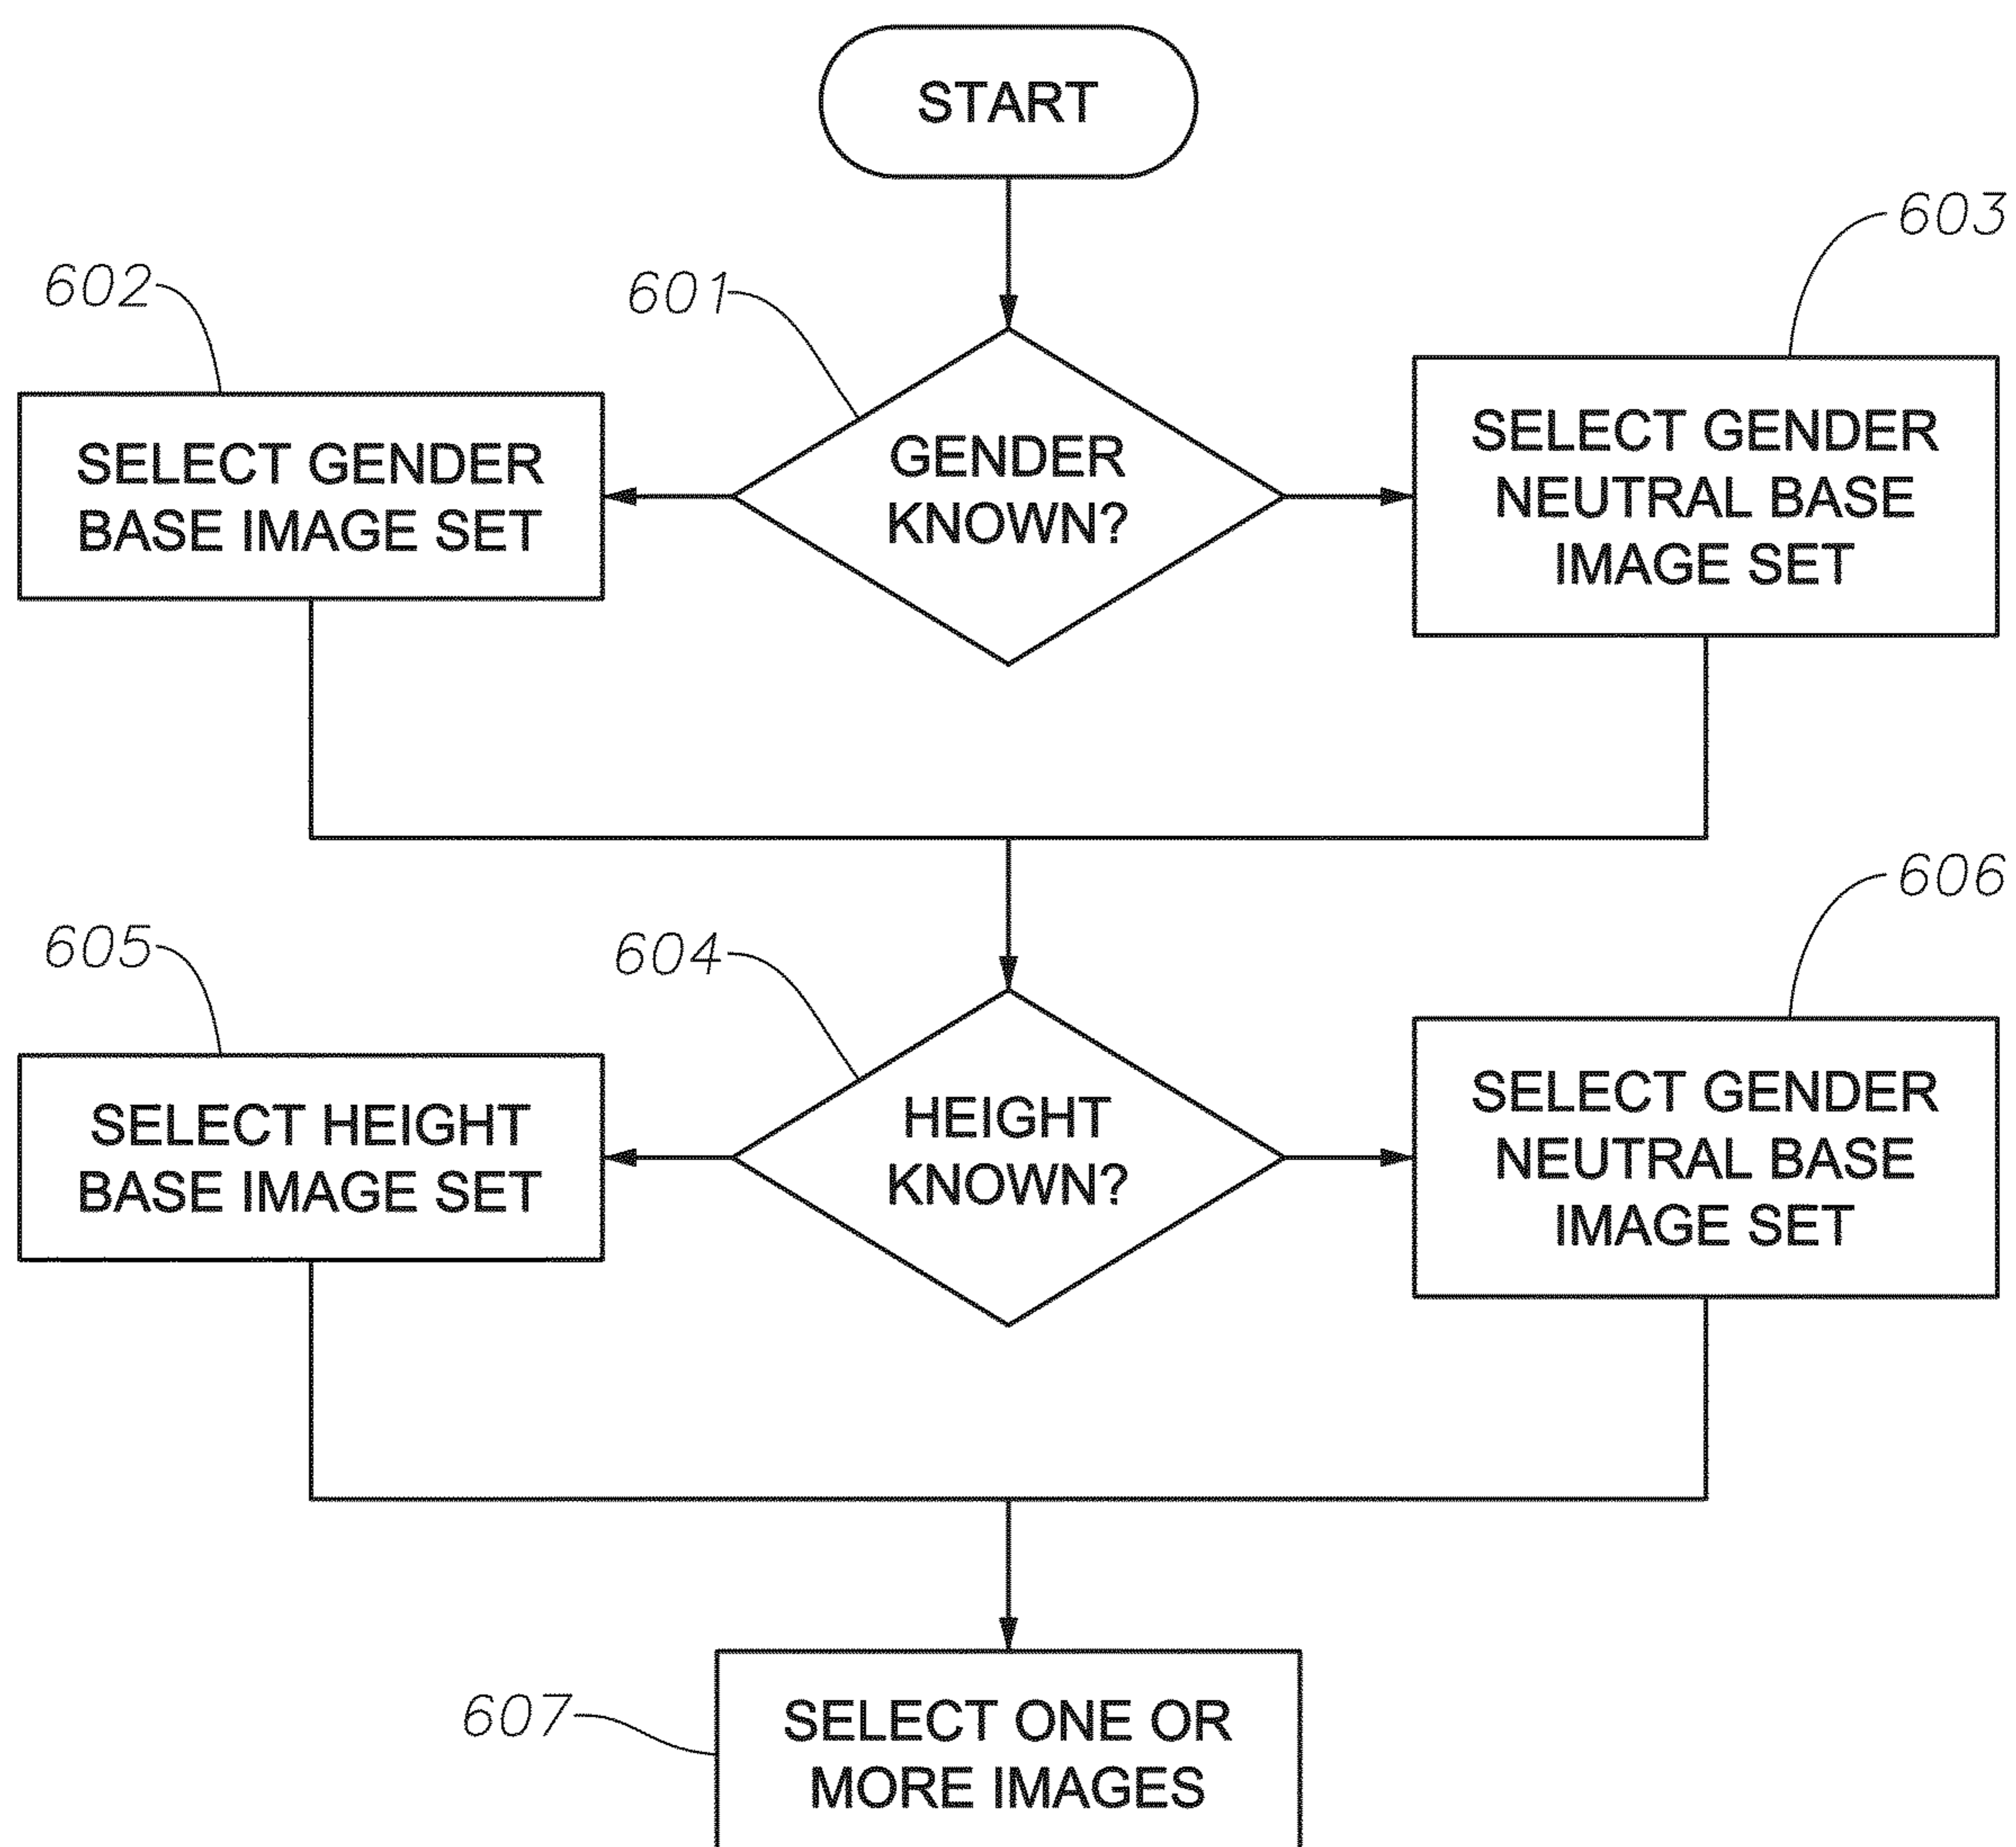 START
603
602
601
SELECT GENDER
BASE IMAGE SET
GENDER
KNOWN?
SELECT GENDER
NEUTRAL BASE
IMAGE SET
606
605
604
SELECT HEIGHT
BASE IMAGE SET
HEIGHT
KNOWN?
SELECT GENDER
NEUTRAL BASE
IMAGE SET
607
SELECT ONE OR
MORE IMAGES